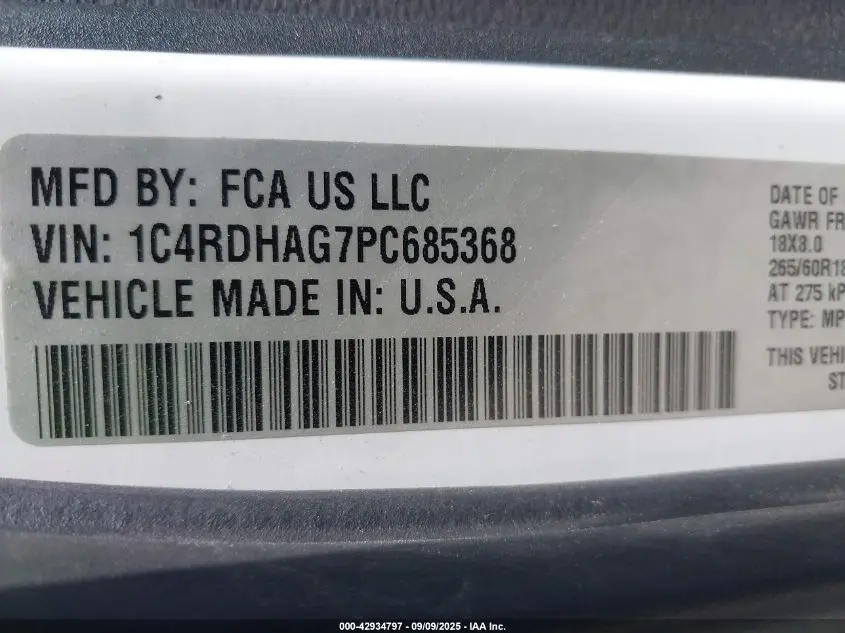 MFD BY: FCA US LLC
VIN: 1C4RDHAG7PC685368
VEHICLE MADE IN: U.S.A.
DATE OF
GAWR FR
18X8.0
265/60R18
AT 275 kP
TYPE: MP
THIS VEHI
ST
000-42934797 - 09/09/2025 - IAA Inc.